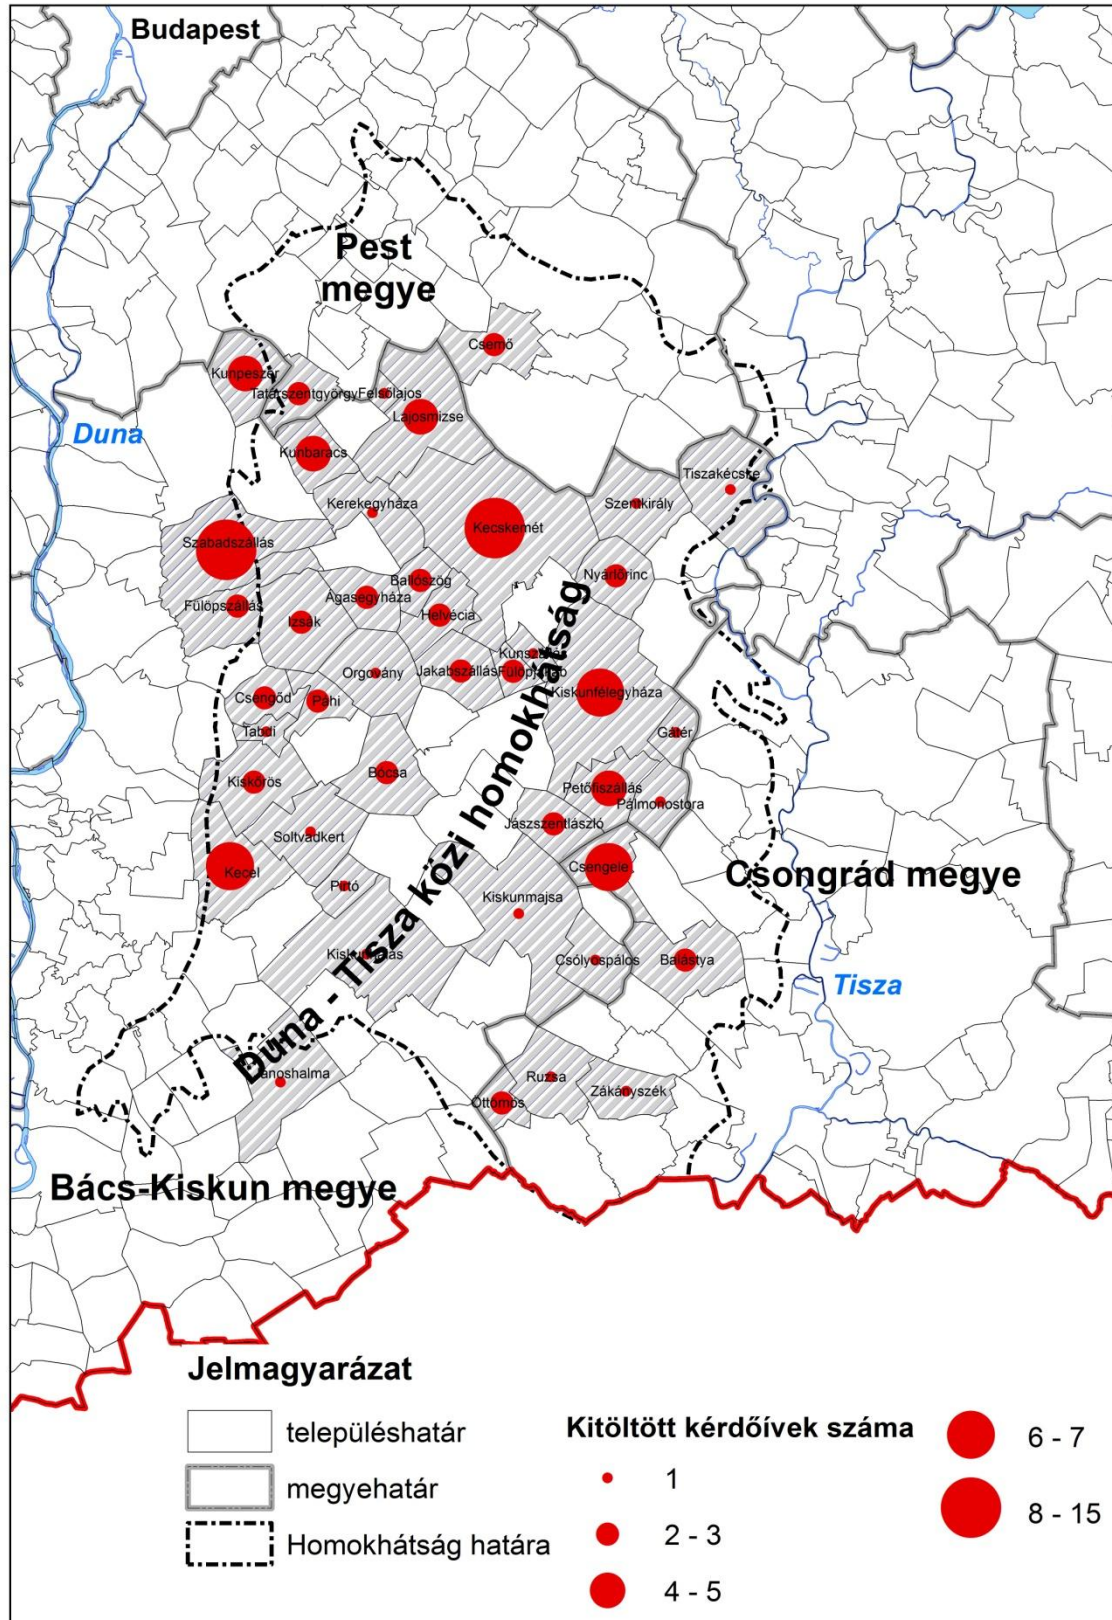 Budapest
Pest
megye
Csemő
Kunpeszér
Tatárszentgyörgy
Felsőlajos
Lajosmizse
Duna
Kunbaracs
Tiszakécske
Kerekegyháza
Szentkirály
Kecskemét
Szabadszállás
Nyárlőrinc
Ballószög
Ágasegyháza
Fülöpszállás
Helvécia
Izsák
Kunszállás
Orgovány
Jakabszállás
Fülöpjakab
Kiskunfélegyháza
Csengőd
Páhi
Gátér
Tabdi
Bócsa
Kiskőrös
Petőfiszállás
Pálmonostora
Jászszentlászló
Soltvadkert
Kecel
Csengele
Csongrád megye
Pirtó
Kiskunmajsa
Kiskunhalas
Csólyospálos
Balástya
Tisza
Duna - Tisza közi homokhátság
Jánoshalma
Ruzsa
Zákányszék
Öttömös
Bács-Kiskun megye
Jelmagyarázat
településhatár
megyehatár
Homokhátság határa
Kitöltött kérdőívek száma
1
2 - 3
4 - 5
6 - 7
8 - 15